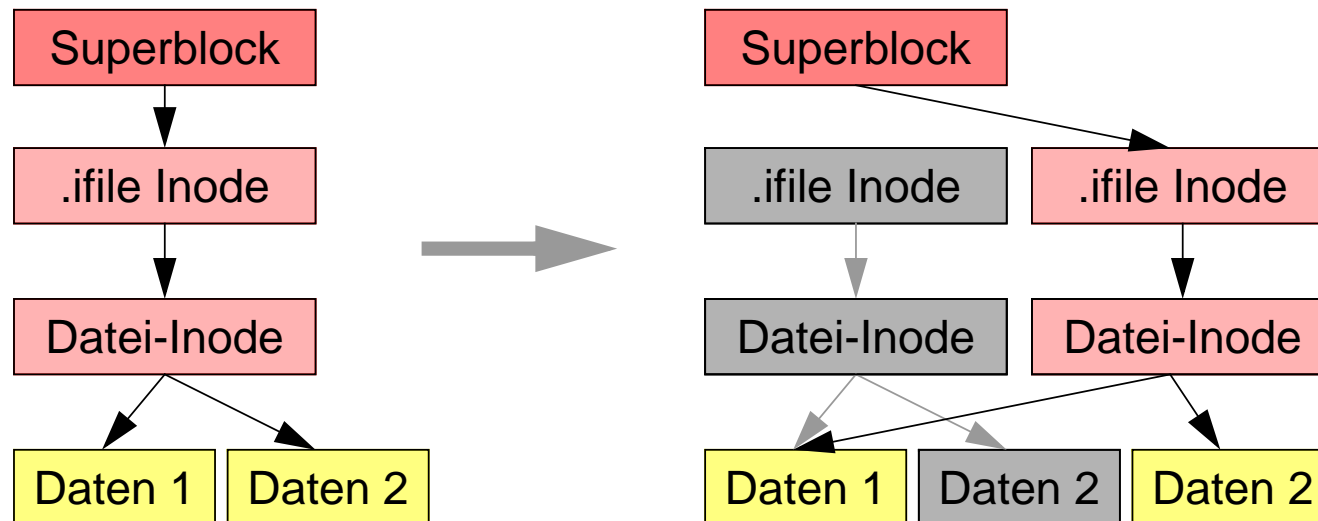 Superblock
.ifile Inode
Datei-Inode
Daten 1 Daten 2
Superblock
.ifile Inode .ifile Inode
Datei-Inode Datei-Inode
Daten 1 Daten 2 Daten 2